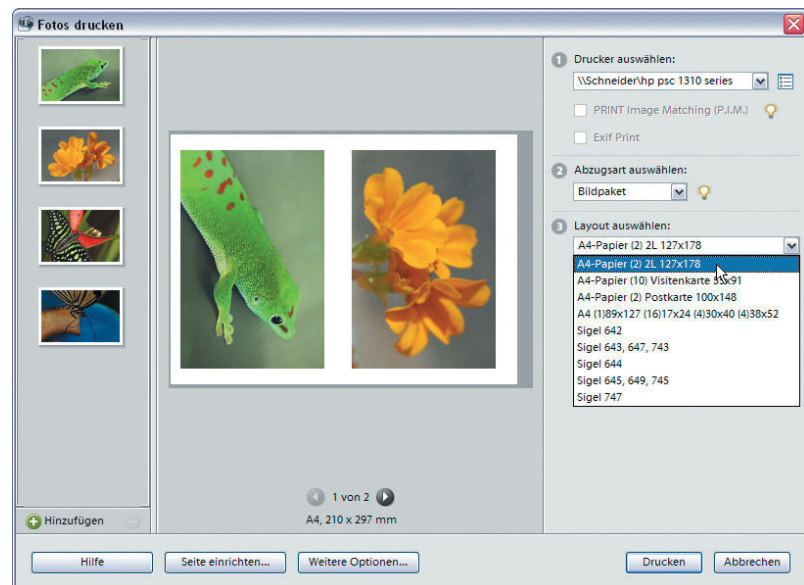 Fotos drucken
1 Drucker auswählen:
\\Schneider\hp psc 1310 series
PRINT Image Matching (P.I.M.)
Exif Print
2 Abzugsart auswählen:
Bildpaket
3 Layout auswählen:
A4-Papier (2) 2L 127x178
A4-Papier (2) 2L 127x178
A4-Papier (10) Visitenkarte x91
A4-Papier (2) Postkarte 100x148
A4 (1)89x127 (16)17x24 (4)30x40 (4)38x52
Sigel 642
Sigel 643, 647, 743
Sigel 644
Sigel 645, 649, 745
Sigel 747
1 von 2
A4, 210 x 297 mm
Hinzufügen
Hilfe
Seite einrichten...
Weitere Optionen...
Drucken
Abbrechen